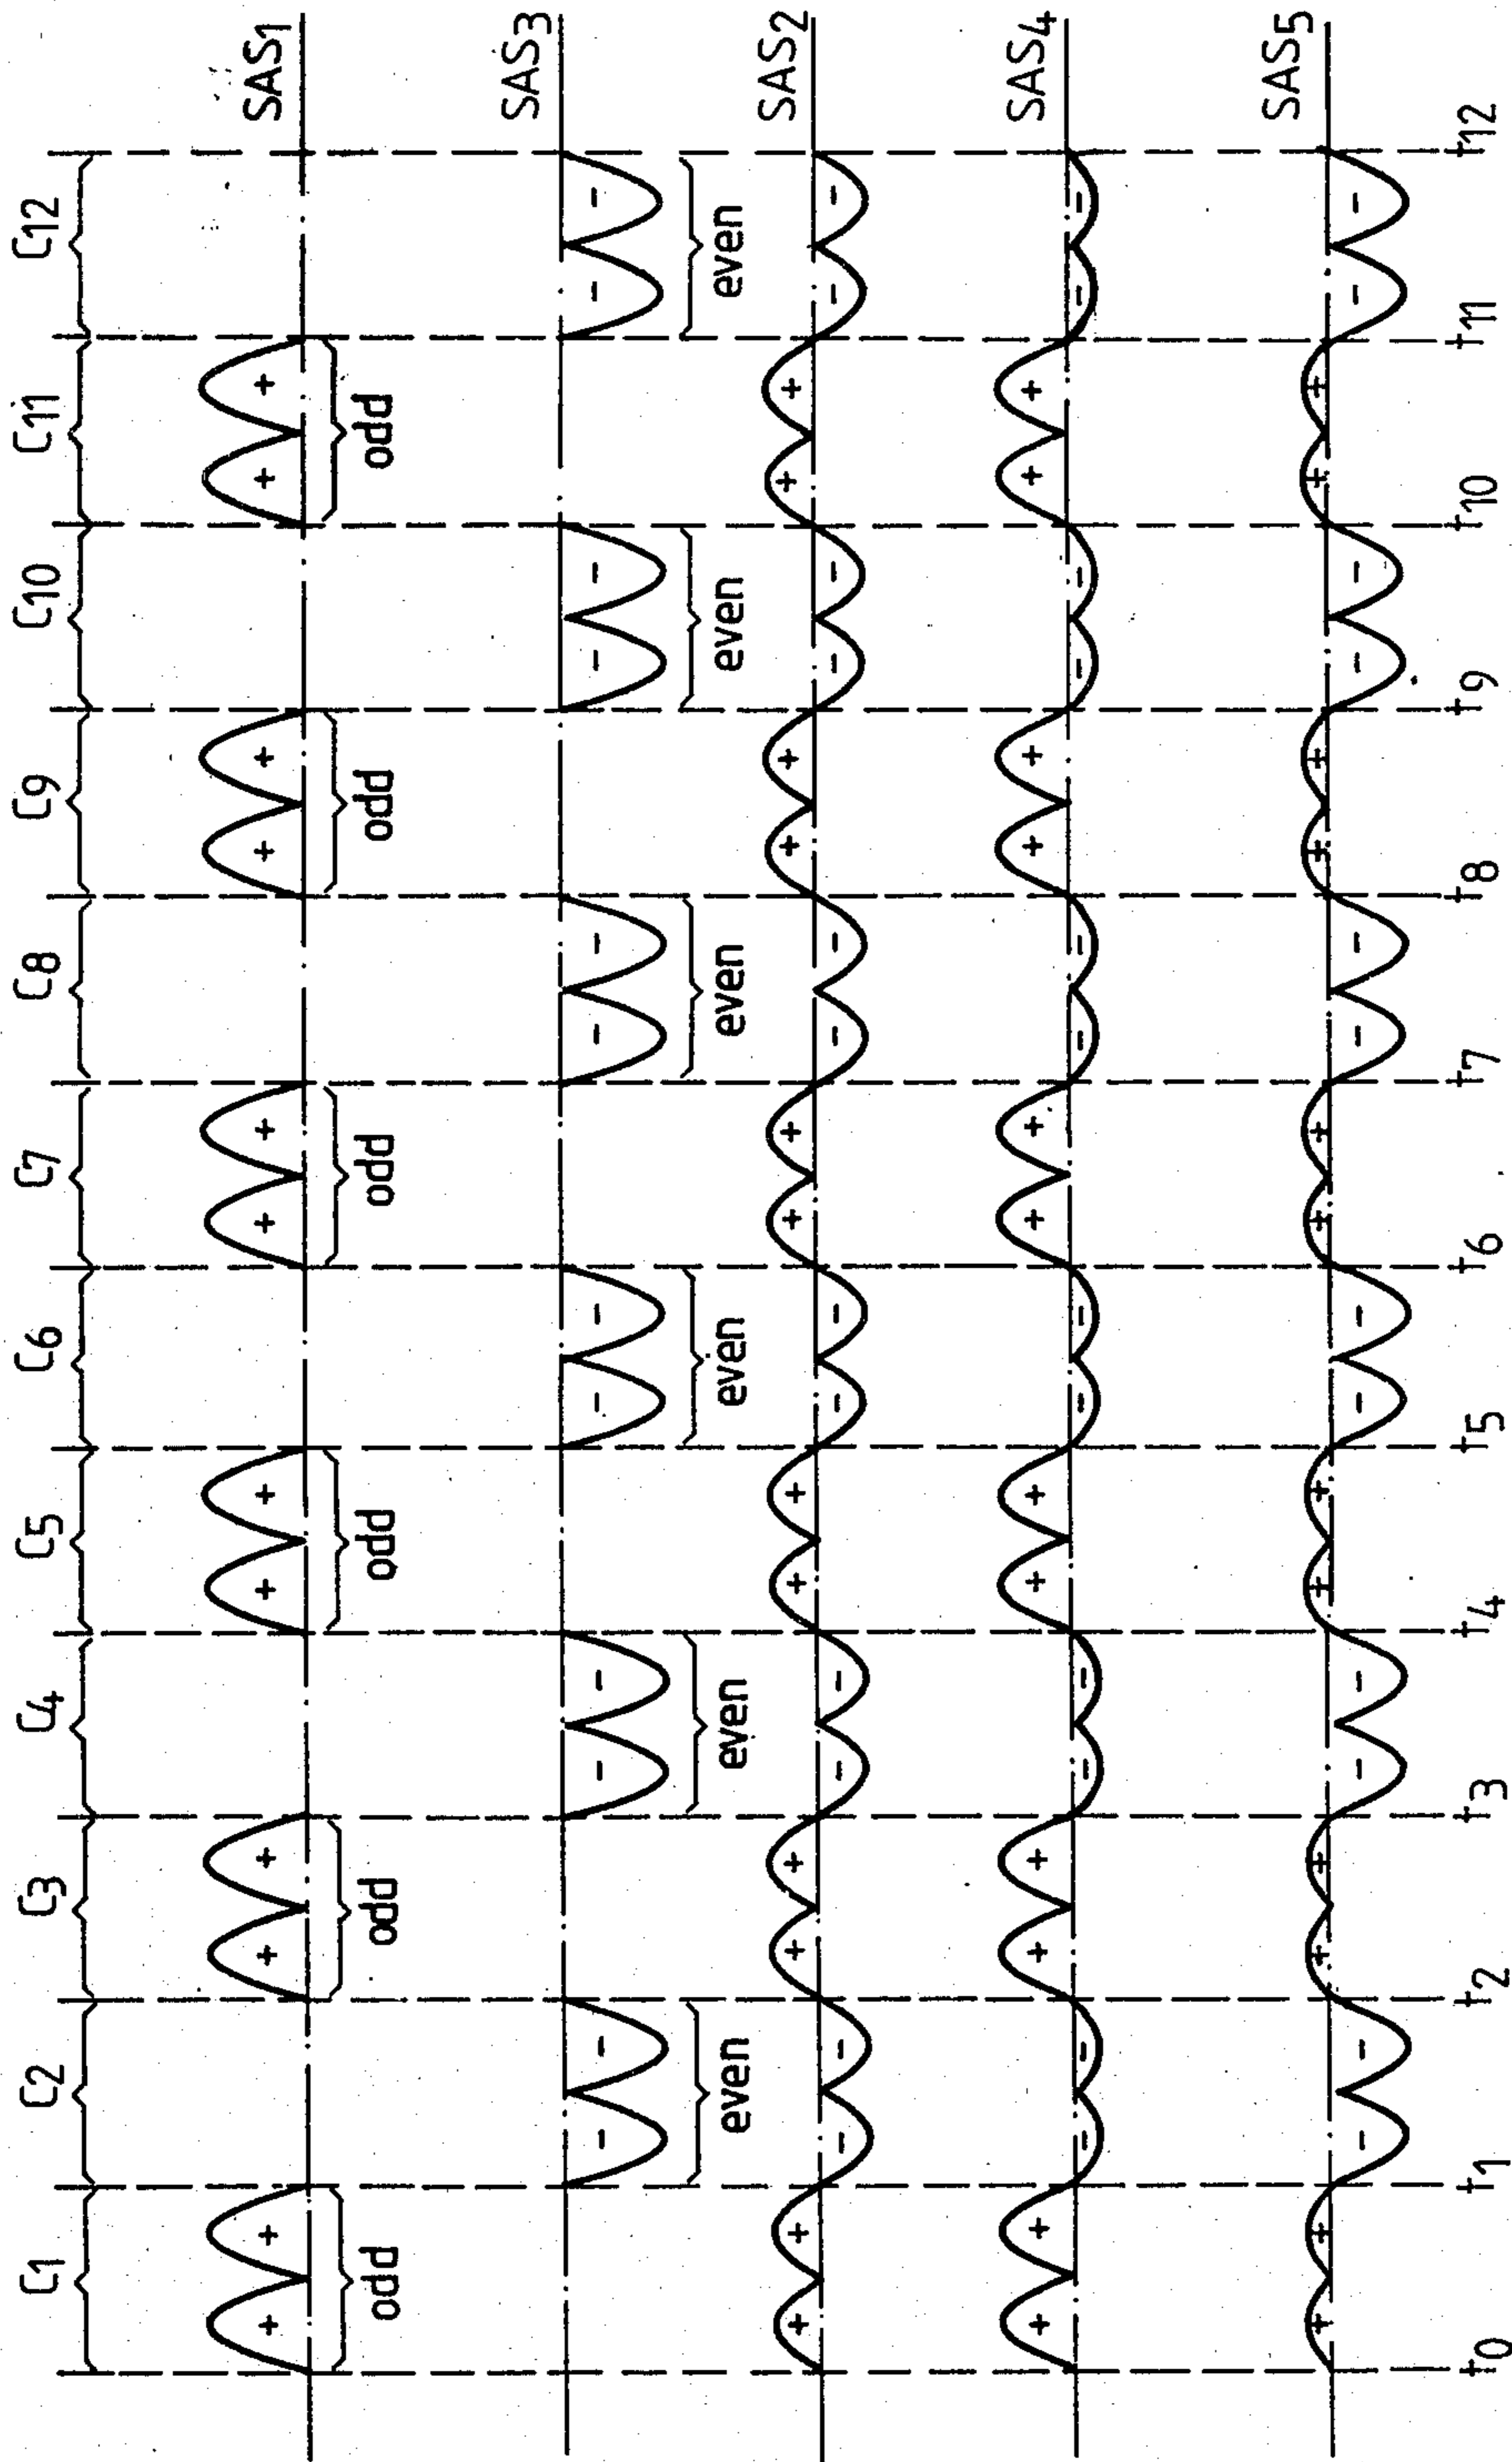 C1 C2 C3 C4 C5 C6 C7 C8 C9 C10 C11 C12
+ + + + + + + + + + + + SAS1
odd odd odd odd odd odd
SAS3
- - - - - - - - - - - -
even even even even even even
SAS2
+ + - - + + - - + + - - + + - - + + - - + + - -
SAS4
+ + - - + + - - + + - - + + - - + + - - + + - -
SAS5
+ + - - + + - - + + - - + + - - + + - - + + - -
t0 t1 t2 t3 t4 t5 t6 t7 t8 t9 t10 t11 t12